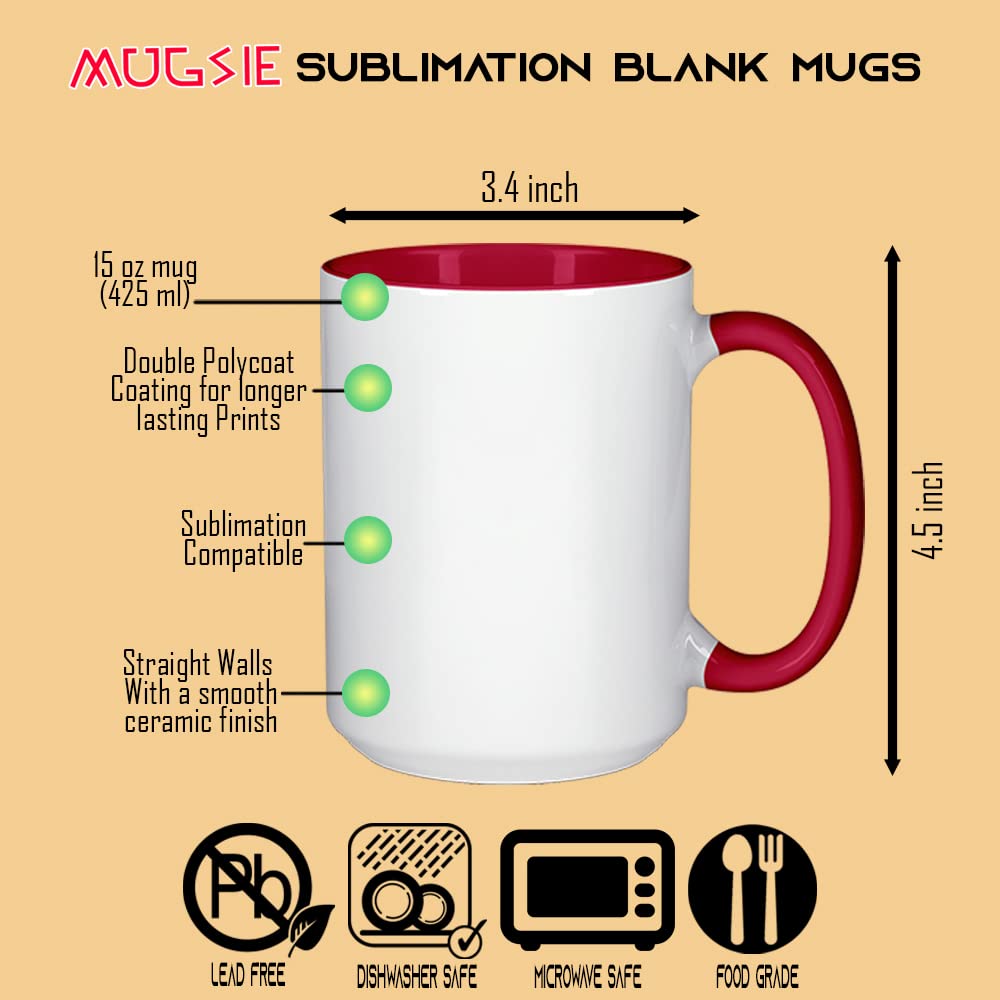 MUGSIE SUBLIMATION BLANK MUGS
3.4 inch
15 oz mug
(425 ml)
Double Polycoat
Coating for longer
lasting Prints
Sublimation
Compatible
Straight Walls
With a smooth
ceramic finish
4.5 inch
Pb
LEAD FREE
DISHWASHER SAFE
MICROWAVE SAFE
FOOD GRADE